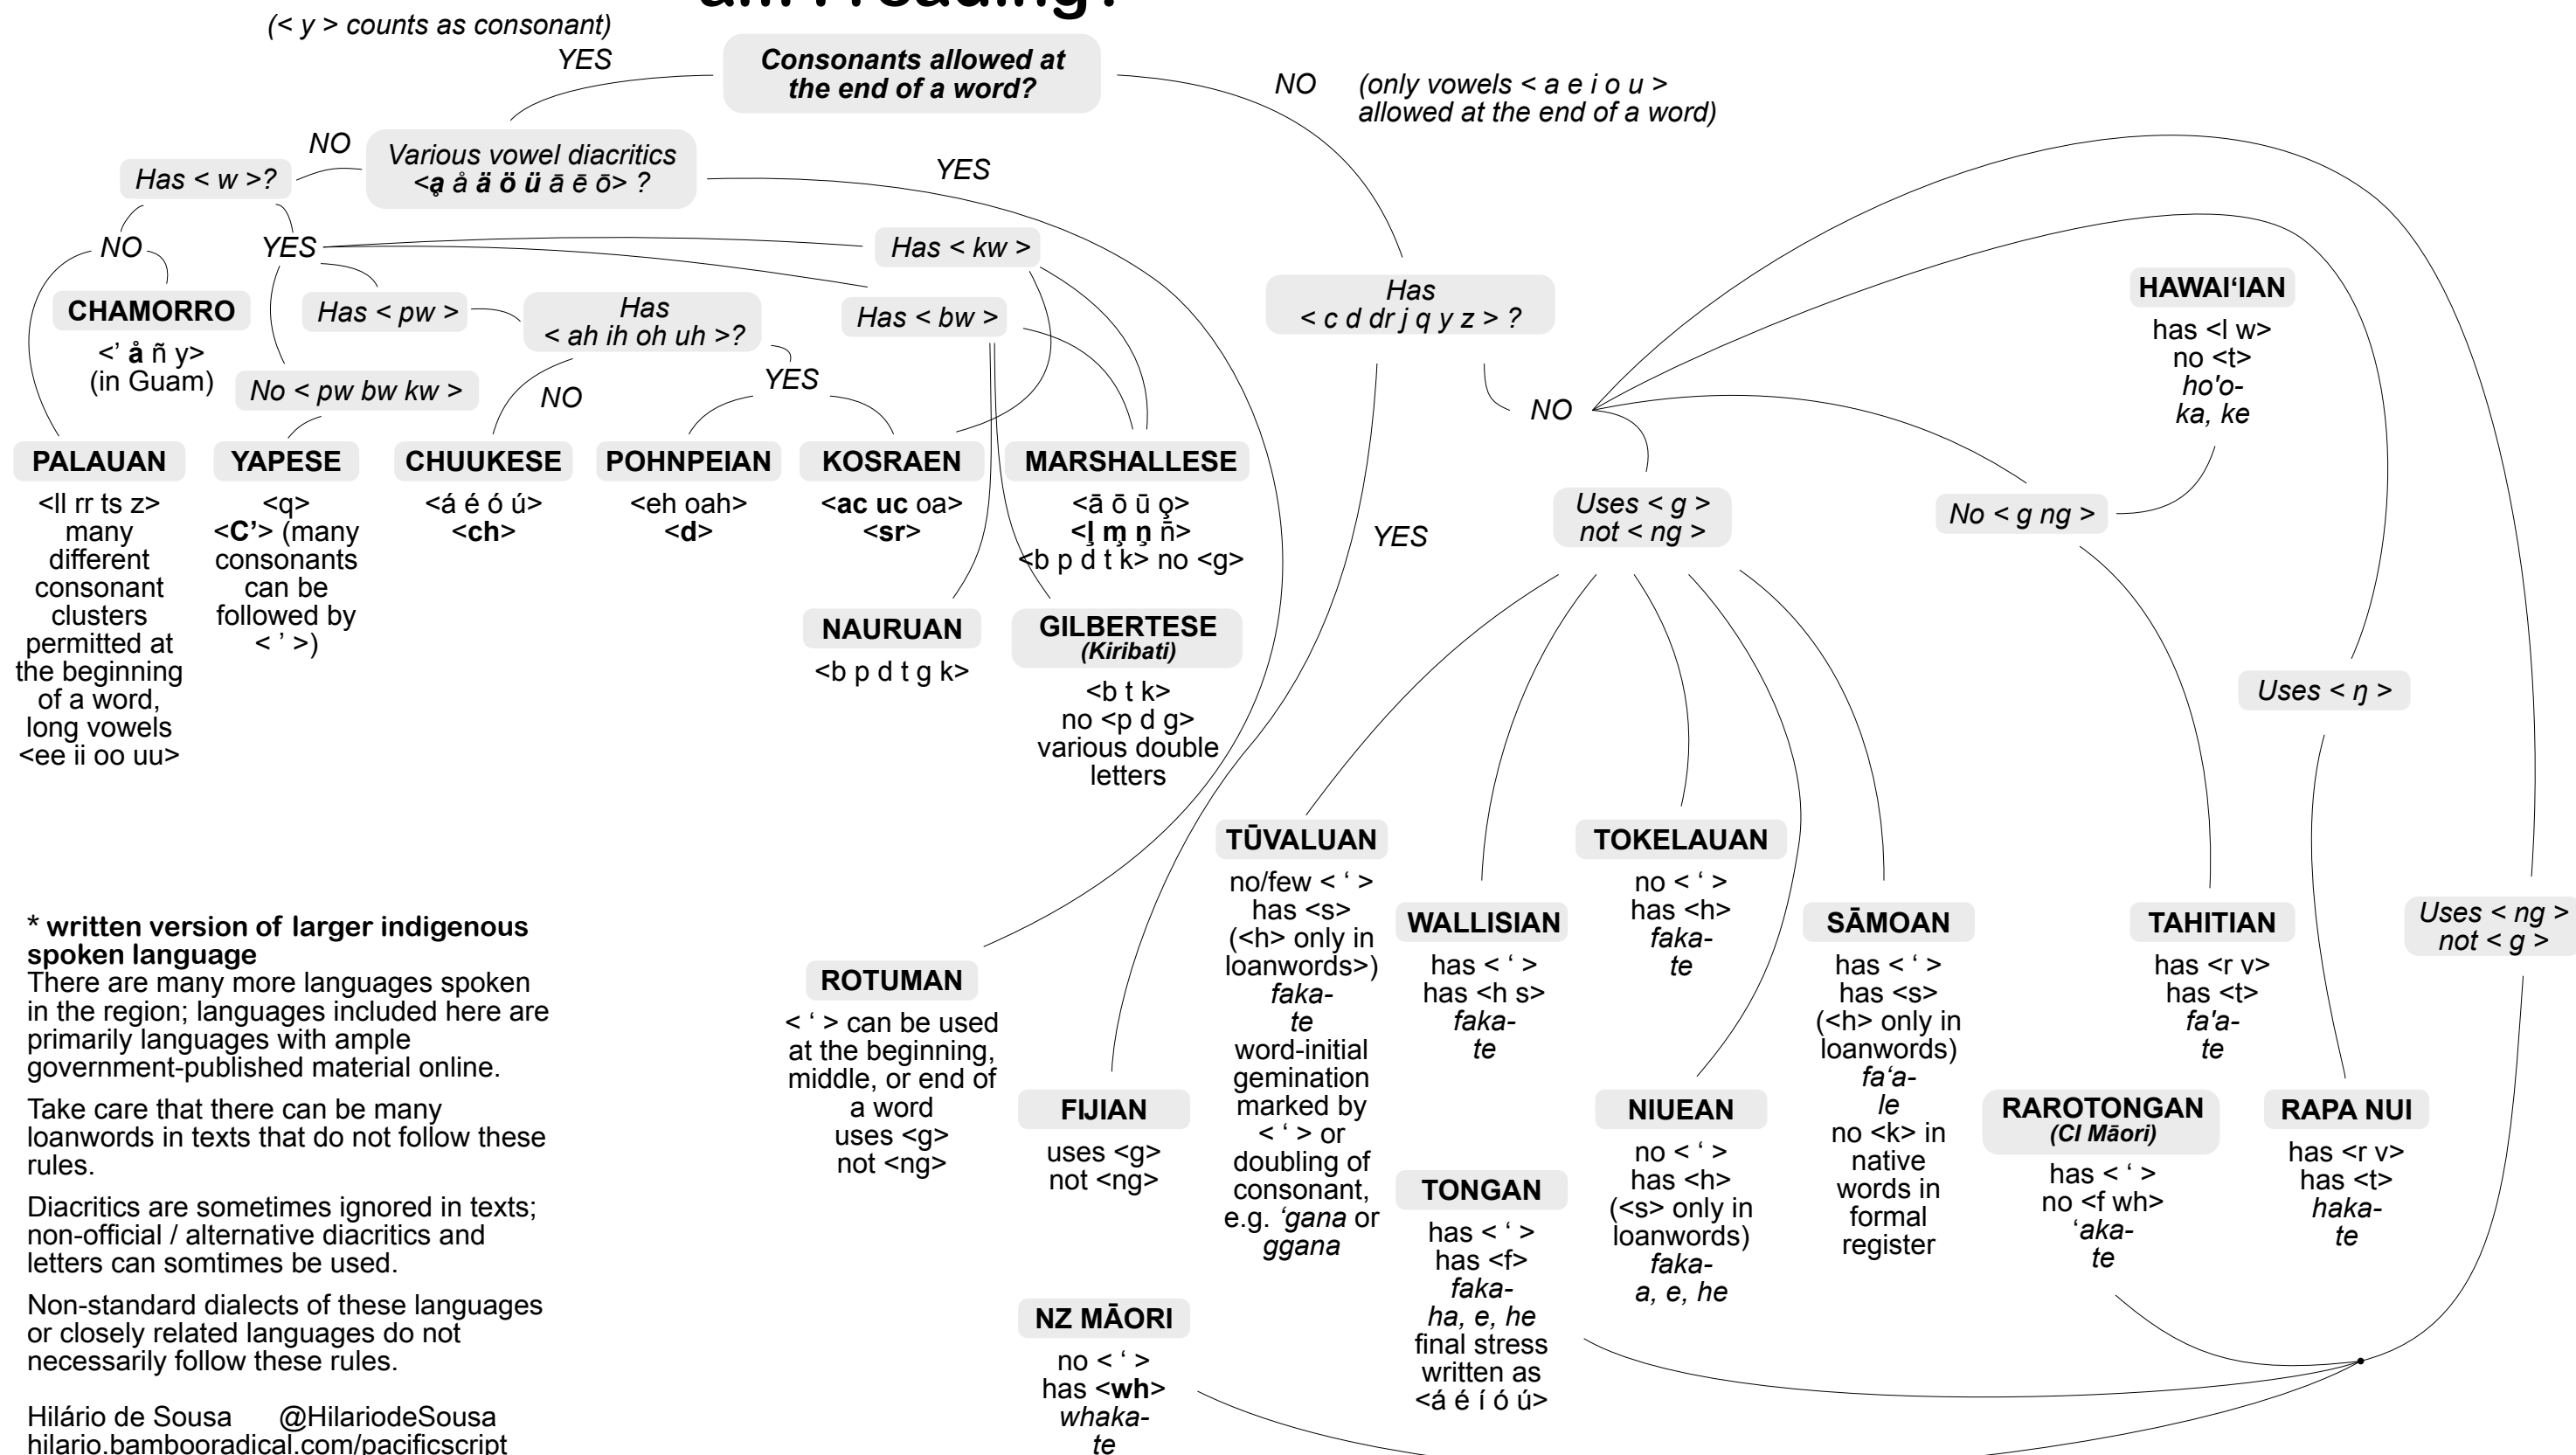 am I reading?
(< y > counts as consonant)
YES
Consonants allowed at
the end of a word?
NO
(only vowels < a e i o u >
allowed at the end of a word)
NO
Various vowel diacritics
<ḁ å ä ö ü ā ē ō> ?
YES
Has < w >?
NO
YES
Has < kw >
CHAMORRO
<’ å ñ y>
(in Guam)
Has < pw >
Has
< ah ih oh uh >?
Has < bw >
Has
< c d dr j q y z > ?
HAWAI‘IAN
has <l w>
no <t>
ho'o-
ka, ke
No < pw bw kw >
NO
YES
NO
PALAUAN
<ll rr ts z>
many
different
consonant
clusters
permitted at
the beginning
of a word,
long vowels
<ee ii oo uu>
YAPESE
<q>
<C’> (many
consonants
can be
followed by
< ’ >)
CHUUKESE
<á é ó ú>
<ch>
POHNPEIAN
<eh oah>
<d>
KOSRAEN
<ac uc oa>
<sr>
MARSHALLESE
<ā ō ū o̧>
<ļ m̧ ņ n̄>
<b p d t k> no <g>
YES
Uses < g >
not < ng >
No < g ng >
NAURUAN
<b p d t g k>
GILBERTESE
(Kiribati)
<b t k>
no <p d g>
various double
letters
Uses < ŋ >
TŪVALUAN
no/few < ‘ >
has <s>
(<h> only in
loanwords>)
faka-
te
word-initial
gemination
marked by
< ‘ > or
doubling of
consonant,
e.g. ‘gana or
ggana
WALLISIAN
has < ‘ >
has <h s>
faka-
te
TOKELAUAN
no < ‘ >
has <h>
faka-
te
SĀMOAN
has < ‘ >
has <s>
(<h> only in
loanwords)
fa‘a-
le
no <k> in
native
words in
formal
register
TAHITIAN
has <r v>
has <t>
fa'a-
te
Uses < ng >
not < g >
ROTUMAN
< ‘ > can be used
at the beginning,
middle, or end of
a word
uses <g>
not <ng>
FIJIAN
uses <g>
not <ng>
NIUEAN
no < ‘ >
has <h>
(<s> only in
loanwords)
faka-
a, e, he
RAROTONGAN
(CI Māori)
has < ‘ >
no <f wh>
‘aka-
te
RAPA NUI
has <r v>
has <t>
haka-
te
TONGAN
has < ‘ >
has <f>
faka-
ha, e, he
final stress
written as
<á é í ó ú>
NZ MĀORI
no < ‘ >
has <wh>
whaka-
te
* written version of larger indigenous
spoken language
There are many more languages spoken
in the region; languages included here are
primarily languages with ample
government-published material online.
Take care that there can be many
loanwords in texts that do not follow these
rules.
Diacritics are sometimes ignored in texts;
non-official / alternative diacritics and
letters can somtimes be used.
Non-standard dialects of these languages
or closely related languages do not
necessarily follow these rules.
Hilário de Sousa @HilariodeSousa
hilario.bambooradical.com/pacificscript